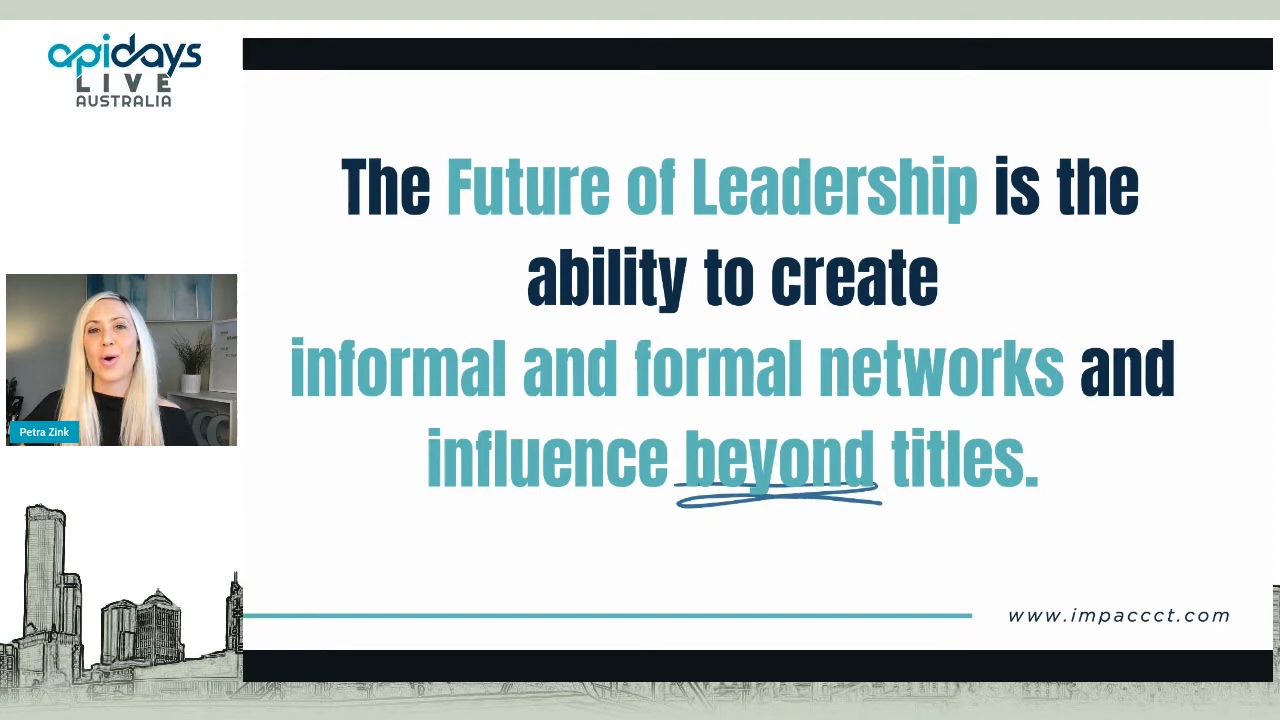 apidays
LIVE
AUSTRALIA
The Future of Leadership is the
ability to create
informal and formal networks and
influence beyond titles.
Petra Zink
www.impaccct.com